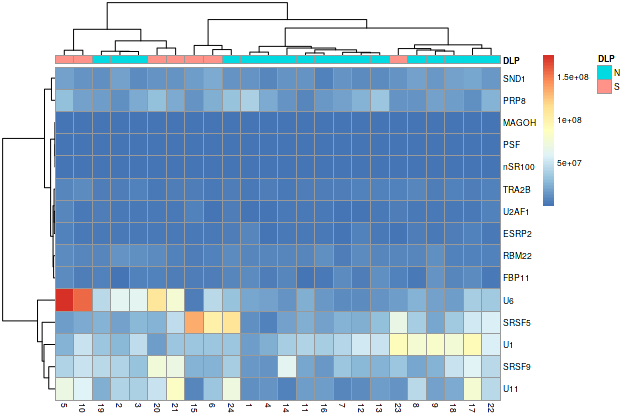 DLP
DLP
N
S
1.5e+08
1e+08
5e+07
SND1
PRP8
MAGOH
PSF
nSR100
TRA2B
U2AF1
ESRP2
RBM22
FBP11
U6
SRSF5
U1
SRSF9
U11
5 10 19 2 3 20 21 15 6 24 1 4 14 11 16 7 12 13 23 8 9 18 17 22